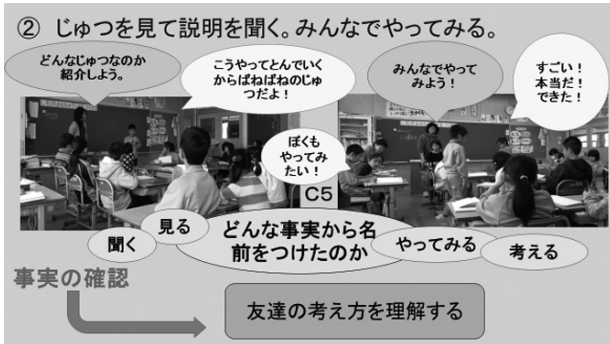 ② じゅつを見て説明を聞く。みんなでやってみる。
どんなじゅつなのか
紹介しよう。
こうやってとんでいく
からばねばねのじゅ
つだよ！
みんなでやって
みよう！
すごい！
本当だ！
できた！
ぼくも
やってみ
たい！
C5
聞く
見る
どんな事実から名
前をつけたのか
やってみる
考える
事実の確認
友達の考え方を理解する